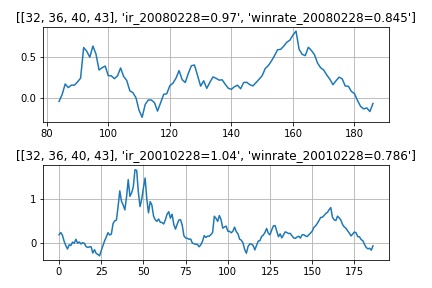 [[32, 36, 40, 43], 'ir_20080228=0.97', 'winrate_20080228=0.845']
0.5
0.0
80 100 120 140 160 180
[[32, 36, 40, 43], 'ir_20010228=1.04', 'winrate_20010228=0.786']
1
0
0 25 50 75 100 125 150 175